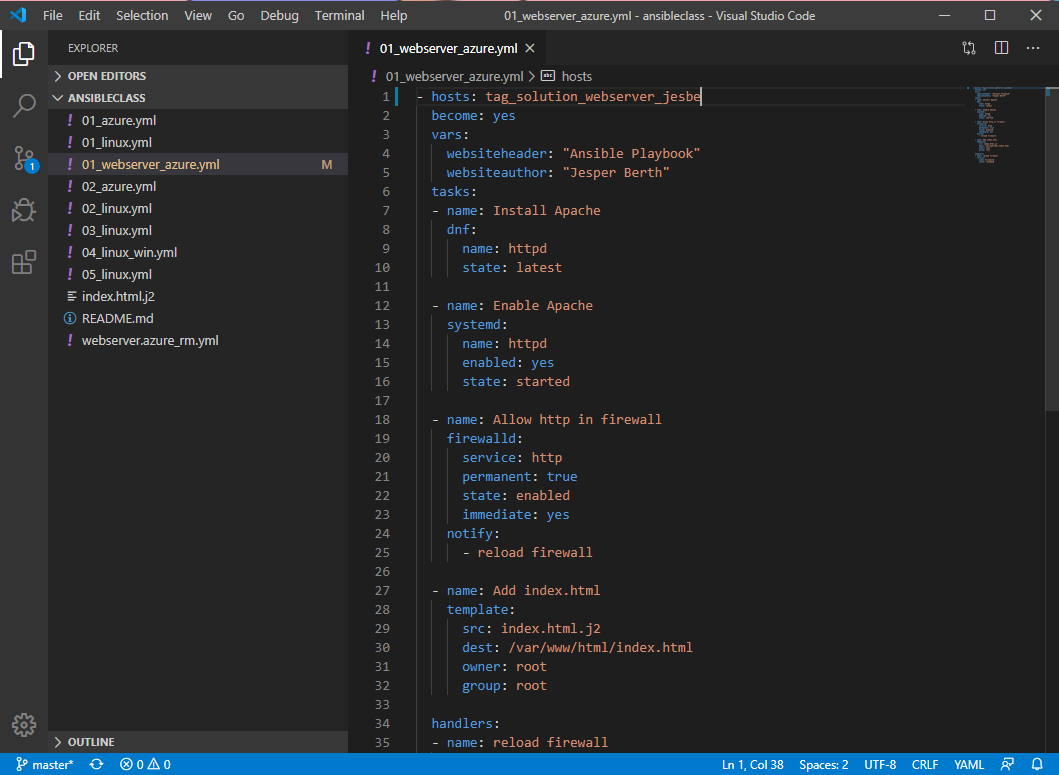 File Edit Selection View Go Debug Terminal Help 01_webserver_azure.yml - ansibleclass - Visual Studio Code
EXPLORER
OPEN EDITORS
ANSIBLECLASS
01_azure.yml
01_linux.yml
01_webserver_azure.yml M
02_azure.yml
02_linux.yml
03_linux.yml
04_linux_win.yml
05_linux.yml
index.html.j2
README.md
webserver.azure_rm.yml
OUTLINE
1
! 01_webserver_azure.yml
! 01_webserver_azure.yml > hosts
1 - hosts: tag_solution_webserver_jesbe
2   become: yes
3   vars:
4     websiteheader: "Ansible Playbook"
5     websiteauthor: "Jesper Berth"
6   tasks:
7   - name: Install Apache
8     dnf:
9       name: httpd
10       state: latest
11
12   - name: Enable Apache
13     systemd:
14       name: httpd
15       enabled: yes
16       state: started
17
18   - name: Allow http in firewall
19     firewalld:
20       service: http
21       permanent: true
22       state: enabled
23       immediate: yes
24     notify:
25       - reload firewall
26
27   - name: Add index.html
28     template:
29       src: index.html.j2
30       dest: /var/www/html/index.html
31       owner: root
32       group: root
33
34   handlers:
35   - name: reload firewall
master* 0 0 Ln 1, Col 38 Spaces: 2 UTF-8 CRLF YAML